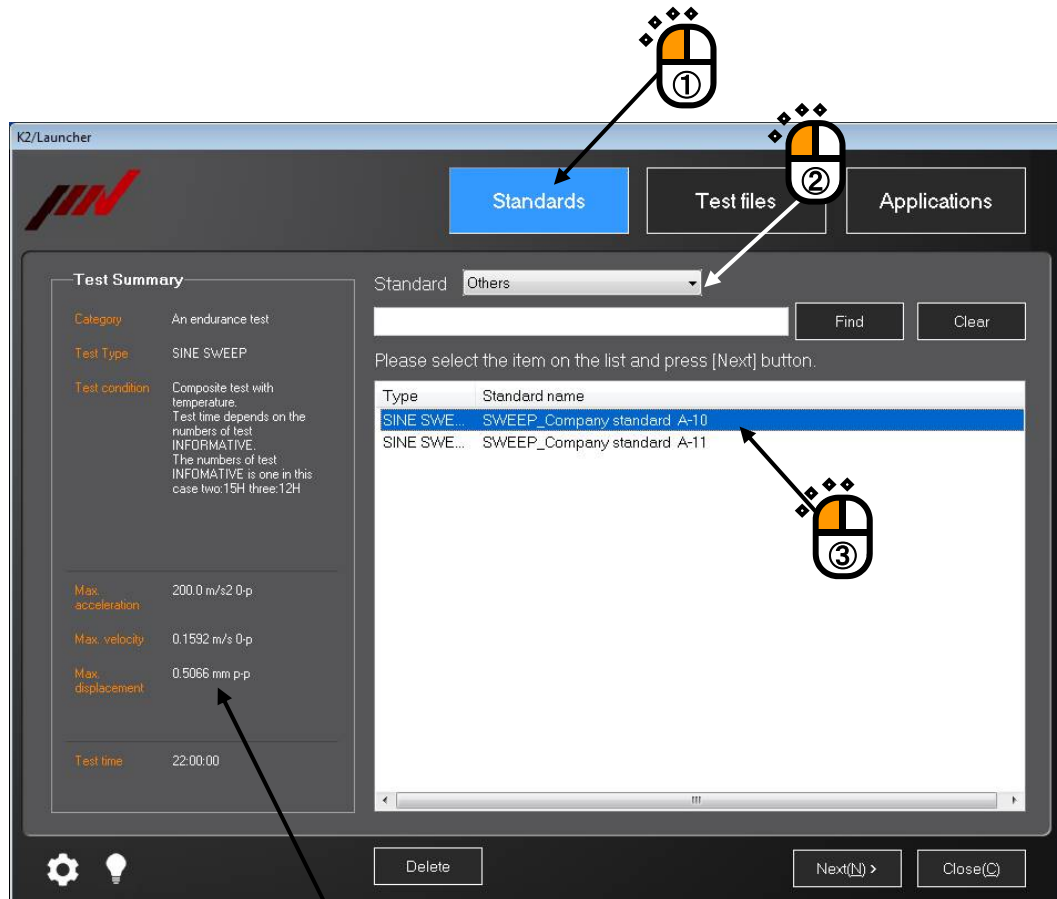 ①
②
K2/Launcher
Standards
Test files
Applications
Test Summary
Category An endurance test
Test Type SINE SWEEP
Test condition Composite test with
temperature.
Test time depends on the
numbers of test
INFORMATIVE.
The numbers of test
INFOMATIVE is one in this
case two:15H three:12H
Max.
acceleration 200.0 m/s2 0-p
Max. velocity 0.1592 m/s 0-p
Max.
displacement 0.5066 mm p-p
Test time 22:00:00
Standard Others
Find
Clear
Please select the item on the list and press [Next] button.
Type Standard name
SINE SWE... SWEEP_Company standard A-10
SINE SWE... SWEEP_Company standard A-11
③
Delete
Next(N) >
Close(C)